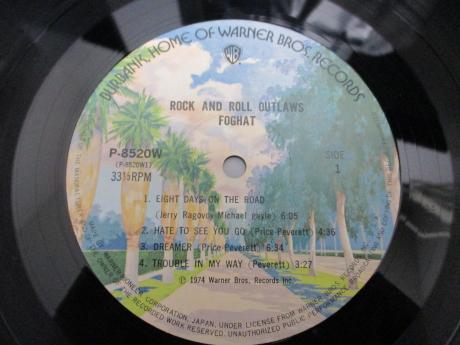 BURBANK, HOME OF WARNER BROS. RECORDS
WB
ROCK AND ROLL OUTLAWS
FOGHAT
P-8520W
(P-8520W1)
33⅓RPM
SIDE
1
1. EIGHT DAYS ON THE ROAD
(Jerry Ragovoy Michael gayle) 6:05
2. HATE TO SEE YOU GO (Price-Peverett) 4:36
3. DREAMER (Price-Peverett) 6:34
4. TROUBLE IN MY WAY (Peverett) 3:27
Ⓟ 1974 Warner Bros. Records Inc.
CORPORATION, JAPAN, UNDER LICENSE FROM WARNER BROS. RECORDS
THE RECORDED WORK RESERVED. UNAUTHORIZED PUBLIC